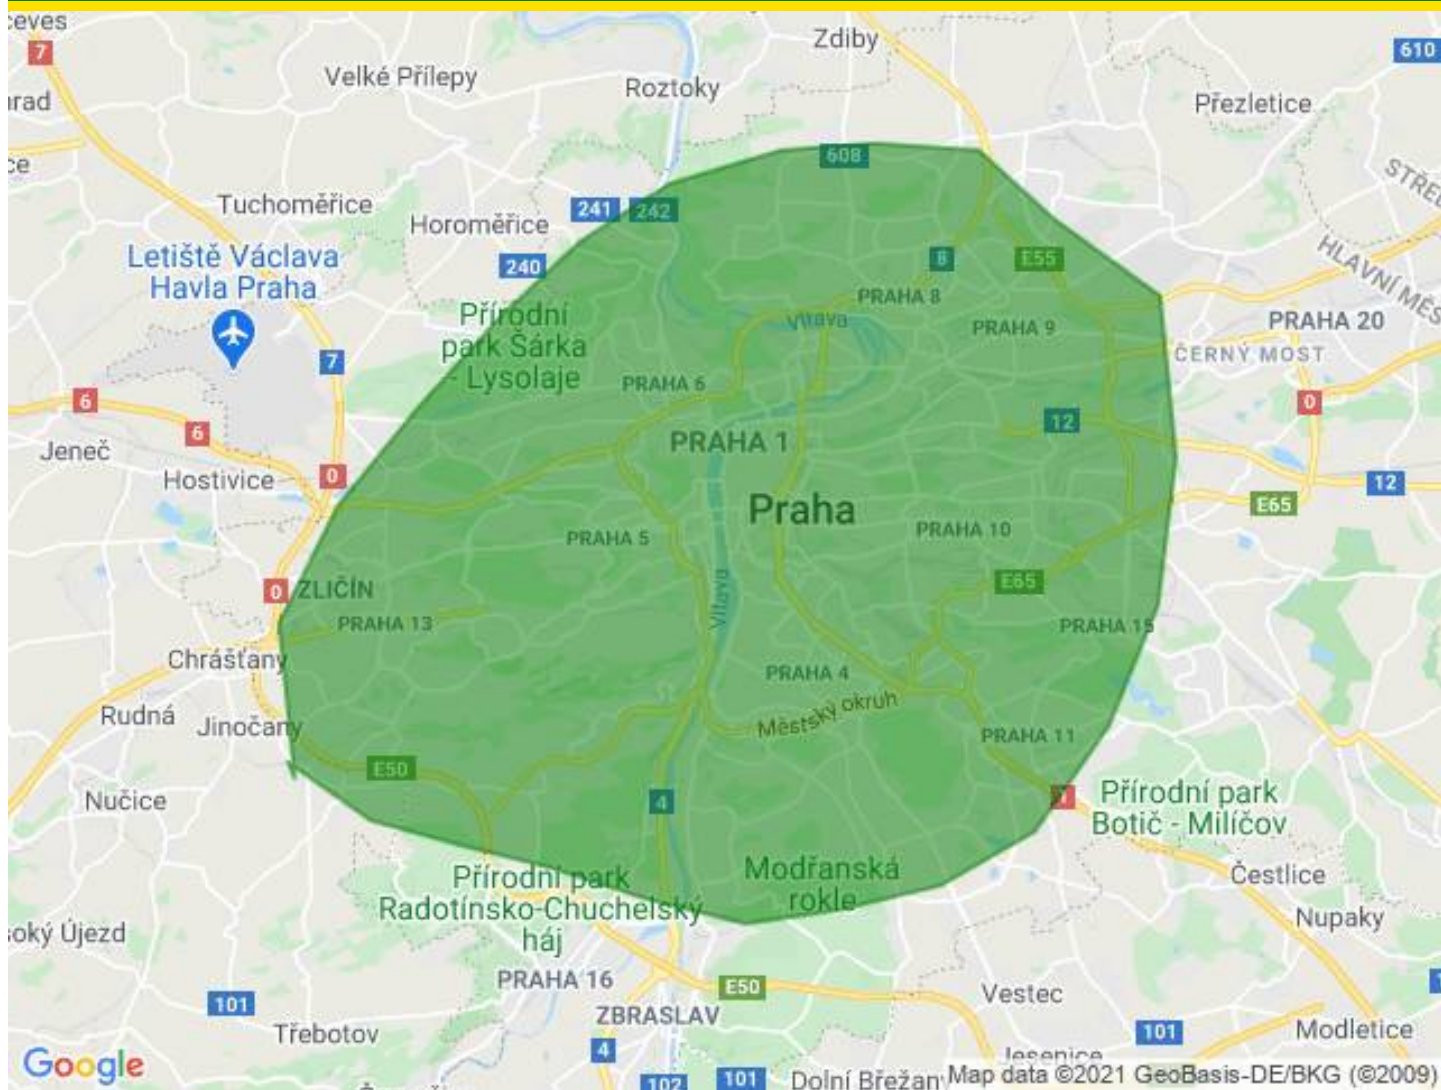 7
Velké Přílepy
Roztoky
Zdiby
610
Přezletice
608
Tuchoměřice
Horoměřice
241
242
240
Letiště Václava
Havla Praha
8
E55
HLAVNÍ MĚS
PRAHA 8
Vltava
PRAHA 9
PRAHA 20
ČERNÝ MOST
Přírodní
park Šárka
- Lysolaje
7
PRAHA 6
6
6
0
12
Jeneč
Hostivice
0
PRAHA 1
12
E65
Praha
PRAHA 5
PRAHA 10
E65
0
ZLIČÍN
PRAHA 13
Vltava
PRAHA 15
Chrášťany
PRAHA 4
Rudná
Jinočany
Městský okruh
PRAHA 11
E50
Nučice
4
Přírodní park
Botič - Milíčov
Přírodní park
Radotínsko-Chuchelský
háj
Modřanská
rokle
Čestlice
Nupaky
oký Újezd
PRAHA 16
E50
ZBRASLAV
Vestec
101
Třebotov
101
Modletice
4
Jesenice
Google
102
101
Dolní Břežan
Map data ©2021 GeoBasis-DE/BKG (©2009)